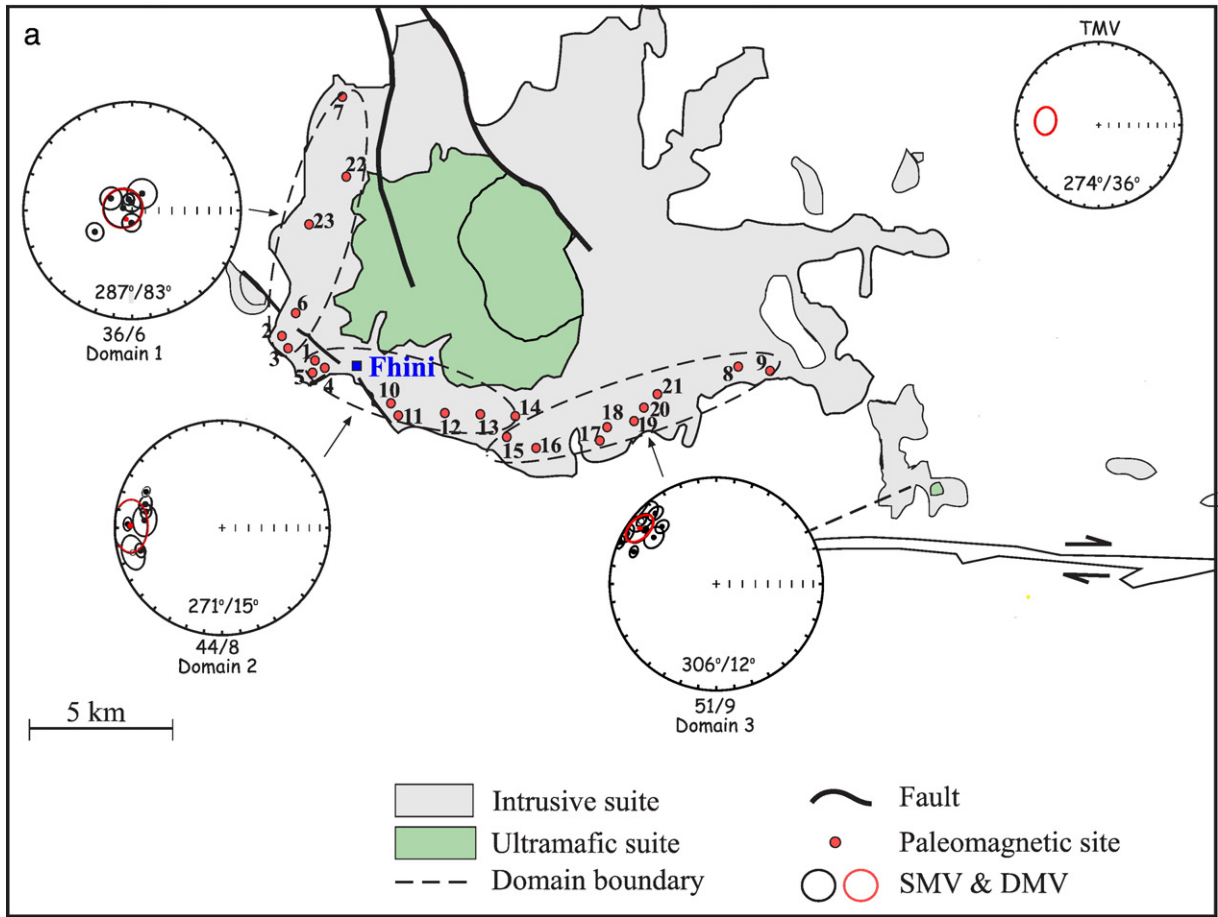 a
TMV
274°/36°
7
22
23
287°/83°
36/6
Domain 1
6
2
3
1
5
4
Fhini
10
11
12
13
14
15
16
17
18
19
20
21
8
9
271°/15°
44/8
Domain 2
306°/12°
51/9
Domain 3
5 km
Intrusive suite
Ultramafic suite
Domain boundary
Fault
Paleomagnetic site
SMV & DMV